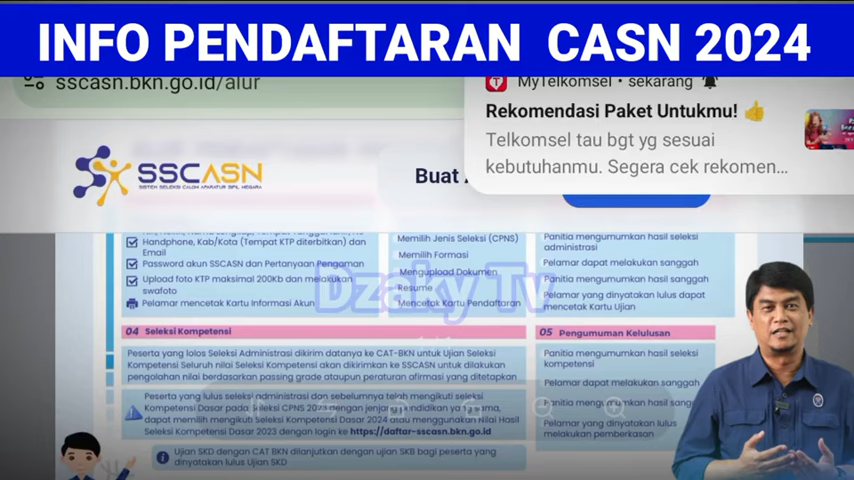 INFO PENDAFTARAN CASN 2024
sscasn.bkn.go.id/alur
MyTelkomsel • sekarang
Rekomendasi Paket Untukmu! 👍
Telkomsel tau bgt yg sesuai
kebutuhanmu. Segera cek rekomen...
SSCASN
SISTEM SELEKSI CALON APARATUR SIPIL NEGARA
Buat
Handphone, Kab/Kota (Tempat KTP diterbitkan) dan
Email
Password akun SSCASN dan Pertanyaan Pengaman
Upload foto KTP maksimal 200Kb dan melakukan
swafoto
Pelamar mencetak Kartu Informasi Akun
Memilih Jenis Seleksi (CPNS)
Memilih Formasi
Mengupload Dokumen
Resume
Mencetak Kartu Pendaftaran
Panitia mengumumkan hasil seleksi
administrasi
Pelamar dapat melakukan sanggah
Panitia mengumumkan hasil sanggah
Pelamar yang dinyatakan lulus dapat
mencetak Kartu Ujian
Dzaky Tv
04 Seleksi Kompetensi
Peserta yang lolos Seleksi Administrasi dikirim datanya ke CAT-BKN untuk Ujian Seleksi
Kompetensi Seluruh nilai Seleksi Kompetensi akan dikirimkan ke SSCASN untuk dilakukan
pengolahan nilai berdasarkan passing grade ataupun peraturan afirmasi yang ditetapkan
Peserta yang lulus seleksi administrasi dan sebelumnya telah mengikuti seleksi
Kompetensi Dasar pada Seleksi CPNS dengan jenjang pendidikan yang sama,
dapat memilih mengikuti Seleksi Kompetensi Dasar 2024 atau menggunakan Nilai Hasil
Seleksi Kompetensi Dasar 2023 dengan login ke https://daftar-sscasn.bkn.go.id
Ujian SKD dengan CAT BKN dilanjutkan dengan ujian SKB bagi peserta yang
dinyatakan lulus Ujian SKD
05 Pengumuman Kelulusan
Panitia mengumumkan hasil seleksi
kompetensi
Pelamar dapat melakukan sanggah
Panitia mengumumkan hasil sanggah
Pelamar yang dinyatakan lulus
melakukan pemberkasan